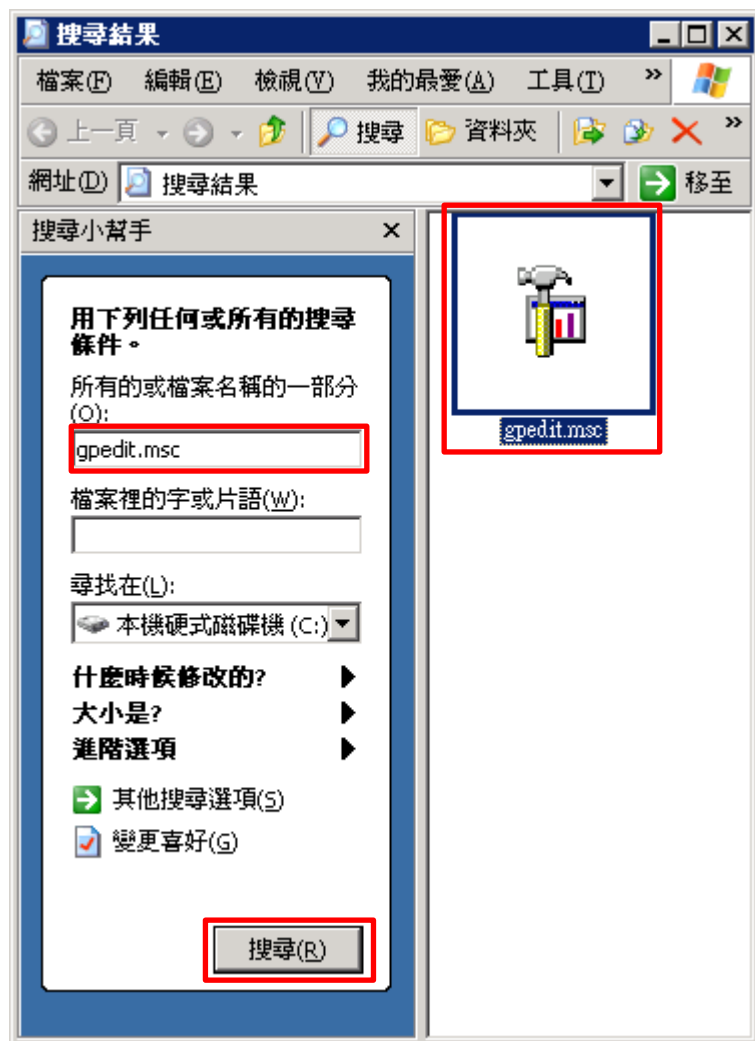 搜尋結果
檔案(F) 編輯(E) 檢視(V) 我的最愛(A) 工具(T) »
上一頁 搜尋 資料夾 »
網址(D) 搜尋結果 移至
搜尋小幫手 ×
用下列任何或所有的搜尋
條件。
所有的或檔案名稱的一部分
(O):
gpedit.msc
檔案裡的字或片語(W):
尋找在(L):
本機硬式磁碟機 (C:)
什麼時候修改的?
大小是?
進階選項
其他搜尋選項(S)
變更喜好(G)
搜尋(R)
gpedit.msc